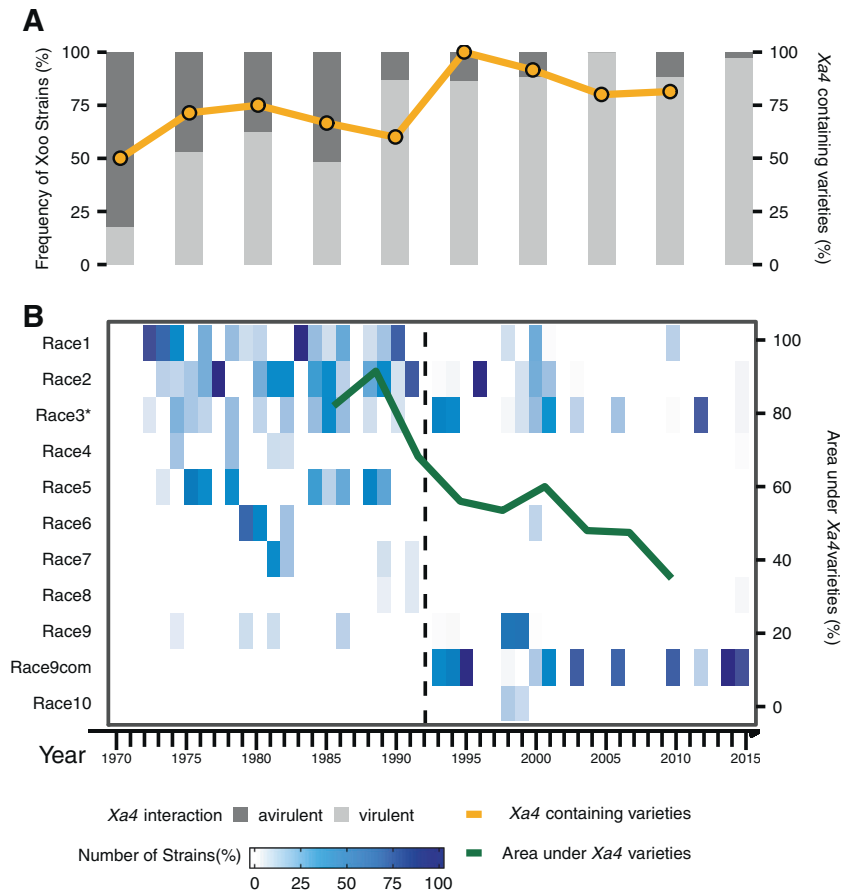 A
100
75
50
25
0
Frequency of Xoo Strains (%)
100
75
50
25
0
Xa4 containing varieties (%)
B
Race1
Race2
Race3*
Race4
Race5
Race6
Race7
Race8
Race9
Race9com
Race10
100
80
60
40
20
0
Area under Xa4varieties (%)
Year
1970 1975 1980 1985 1990 1995 2000 2005 2010 2015
Xa4 interaction avirulent virulent Xa4 containing varieties
Number of Strains(%) Area under Xa4 varieties
0 25 50 75 100